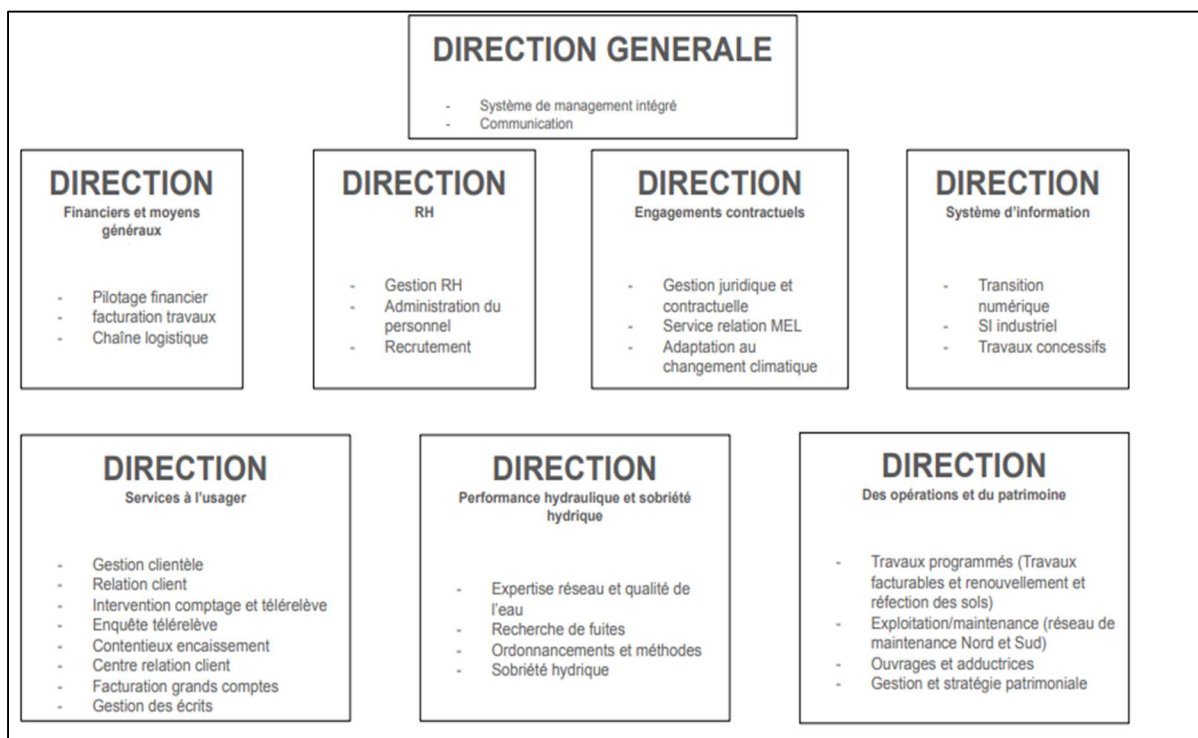 DIRECTION GENERALE
- Système de management intégré
- Communication
DIRECTION
Financiers et moyens
généraux
- Pilotage financier
- facturation travaux
- Chaîne logistique
DIRECTION
RH
- Gestion RH
- Administration du
personnel
- Recrutement
DIRECTION
Engagements contractuels
- Gestion juridique et
contractuelle
- Service relation MEL
- Adaptation au
changement climatique
DIRECTION
Système d'information
- Transition
numérique
- SI industriel
- Travaux concessifs
DIRECTION
Services à l'usager
- Gestion clientèle
- Relation client
- Intervention comptage et télérelève
- Enquête télérelève
- Contentieux encaissement
- Centre relation client
- Facturation grands comptes
- Gestion des écrits
DIRECTION
Performance hydraulique et sobriété
hydrique
- Expertise réseau et qualité de
l'eau
- Recherche de fuites
- Ordonnancements et méthodes
- Sobriété hydrique
DIRECTION
Des opérations et du patrimoine
- Travaux programmés (Travaux
facturables et renouvellement et
réfection des sols)
- Exploitation/maintenance (réseau de
maintenance Nord et Sud)
- Ouvrages et adductrices
- Gestion et stratégie patrimoniale